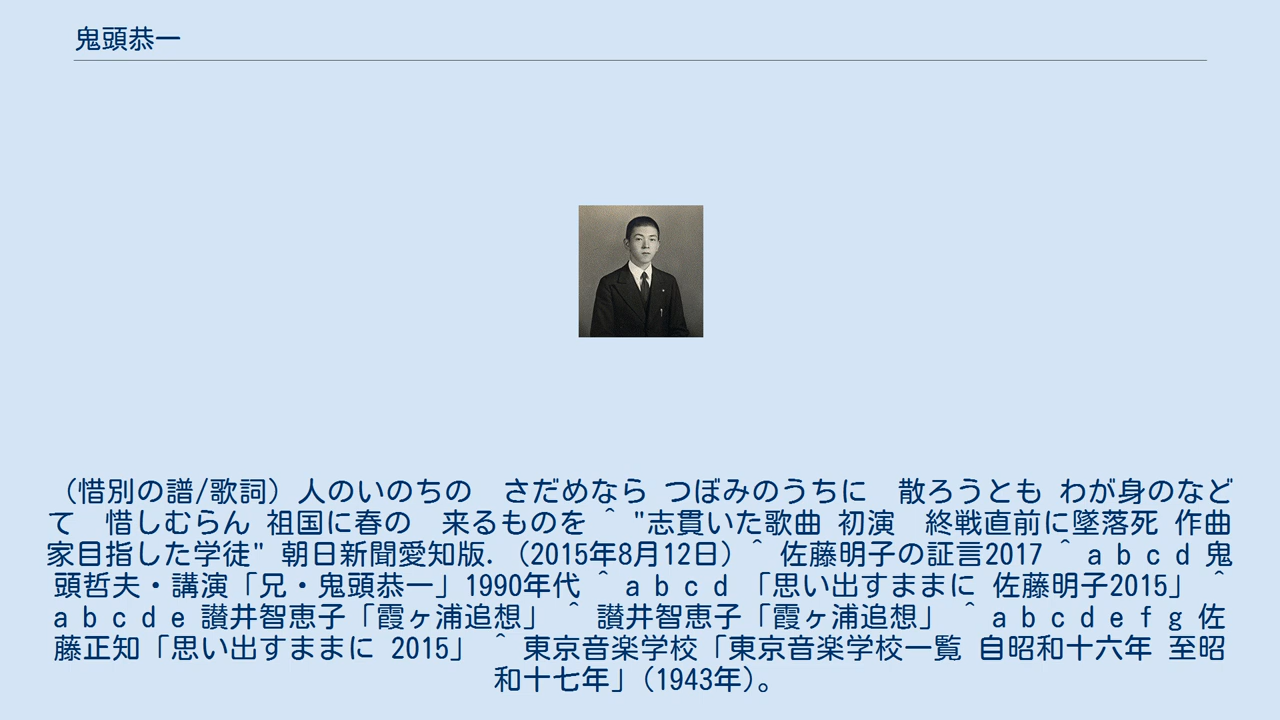 鬼頭恭一
（惜別の譜/歌詞）人のいのちの　さだめなら つぼみのうちに　散ろうとも わが身のなど
て　惜しむらん 祖国に春の　来るものを ^ "志貫いた歌曲 初演　終戦直前に墜落死 作曲
家目指した学徒" 朝日新聞愛知版. （2015年8月12日）^ 佐藤明子の証言2017 ^ a b c d 鬼
頭哲夫・講演「兄・鬼頭恭一」1990年代 ^ a b c d 「思い出すままに 佐藤明子2015」 ^
a b c d e 讃井智恵子「霞ヶ浦追想」 ^ 讃井智恵子「霞ヶ浦追想」 ^ a b c d e f g 佐
藤正知「思い出すままに 2015」 ^ 東京音楽学校「東京音楽学校一覧 自昭和十六年 至昭
和十七年」（1943年）。